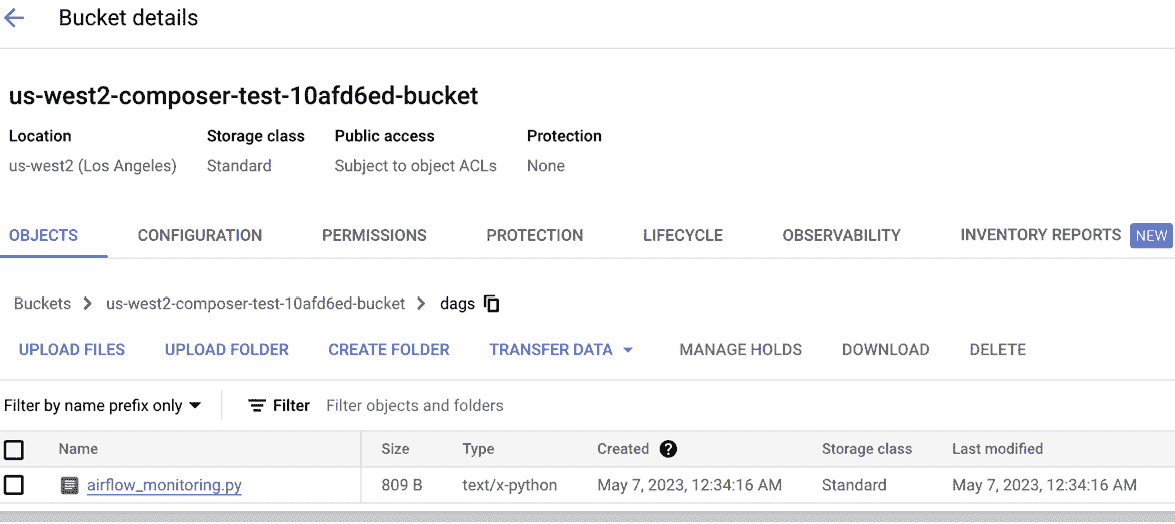 Bucket details
us-west2-composer-test-10afd6ed-bucket
Location Storage class Public access Protection
us-west2 (Los Angeles) Standard Subject to object ACLs None
OBJECTS CONFIGURATION PERMISSIONS PROTECTION LIFECYCLE OBSERVABILITY INVENTORY REPORTS NEW
Buckets > us-west2-composer-test-10afd6ed-bucket > dags
UPLOAD FILES UPLOAD FOLDER CREATE FOLDER TRANSFER DATA MANAGE HOLDS DOWNLOAD DELETE
Filter by name prefix only Filter Filter objects and folders
Name Size Type Created ? Storage class Last modified
airflow_monitoring.py 809 B text/x-python May 7, 2023, 12:34:16 AM Standard May 7, 2023, 12:34:16 AM